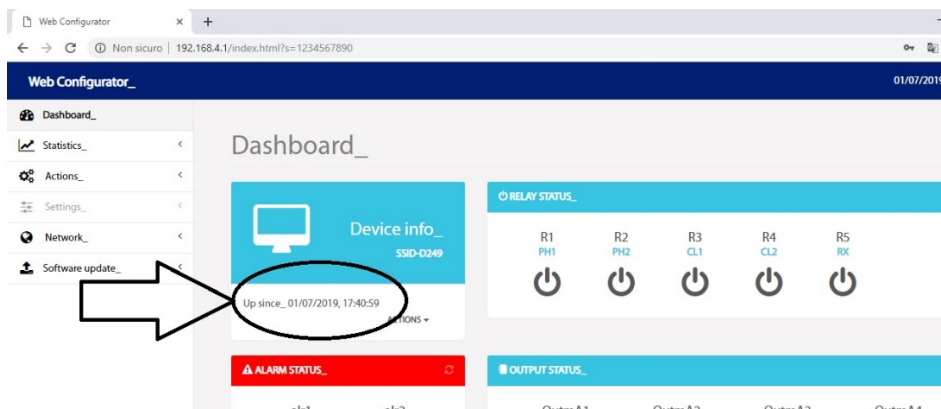 Web Configurator
Non sicuro | 192.168.4.1/index.html?s=1234567890
Web Configurator_
01/07/2019
Dashboard_
Statistics_
Actions_
Settings_
Network_
Software update_
Dashboard_
Device info_
SSID-D249
Up since_ 01/07/2019, 17:40:59
ACTIONS
RELAY STATUS_
R1 R2 R3 R4 R5
PH1 PH2 CL1 CL2 RX
ALARM STATUS_
OUTPUT STATUS_